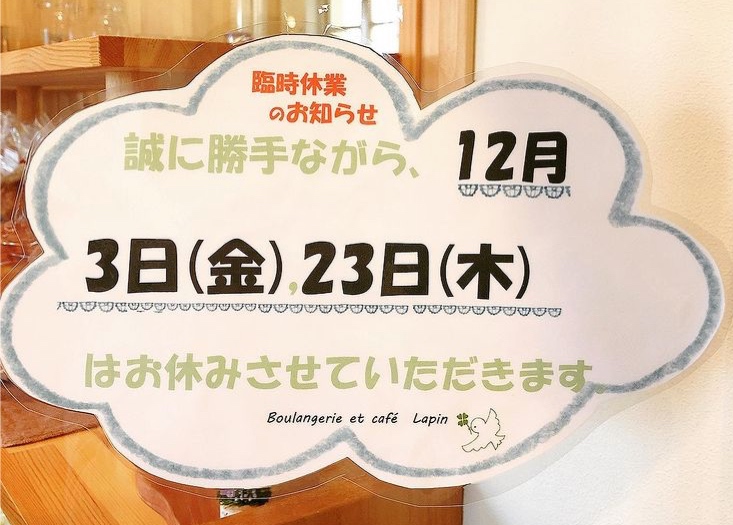 臨時休業
のお知らせ
誠に勝手ながら、 12月
3日(金),23日(木)
はお休みさせていただきます。
Boulangerie et café Lapin